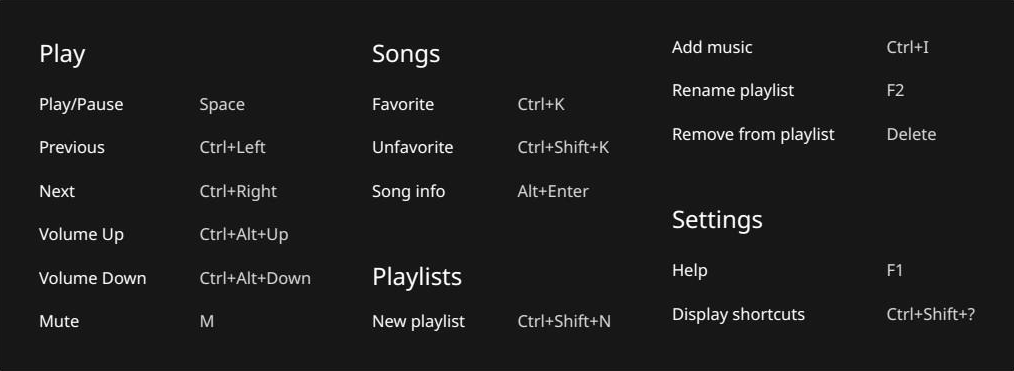 Play
Play/Pause Space
Previous Ctrl+Left
Next Ctrl+Right
Volume Up Ctrl+Alt+Up
Volume Down Ctrl+Alt+Down
Mute M
Songs
Favorite Ctrl+K
Unfavorite Ctrl+Shift+K
Song info Alt+Enter
Playlists
New playlist Ctrl+Shift+N
Add music Ctrl+I
Rename playlist F2
Remove from playlist Delete
Settings
Help F1
Display shortcuts Ctrl+Shift+?